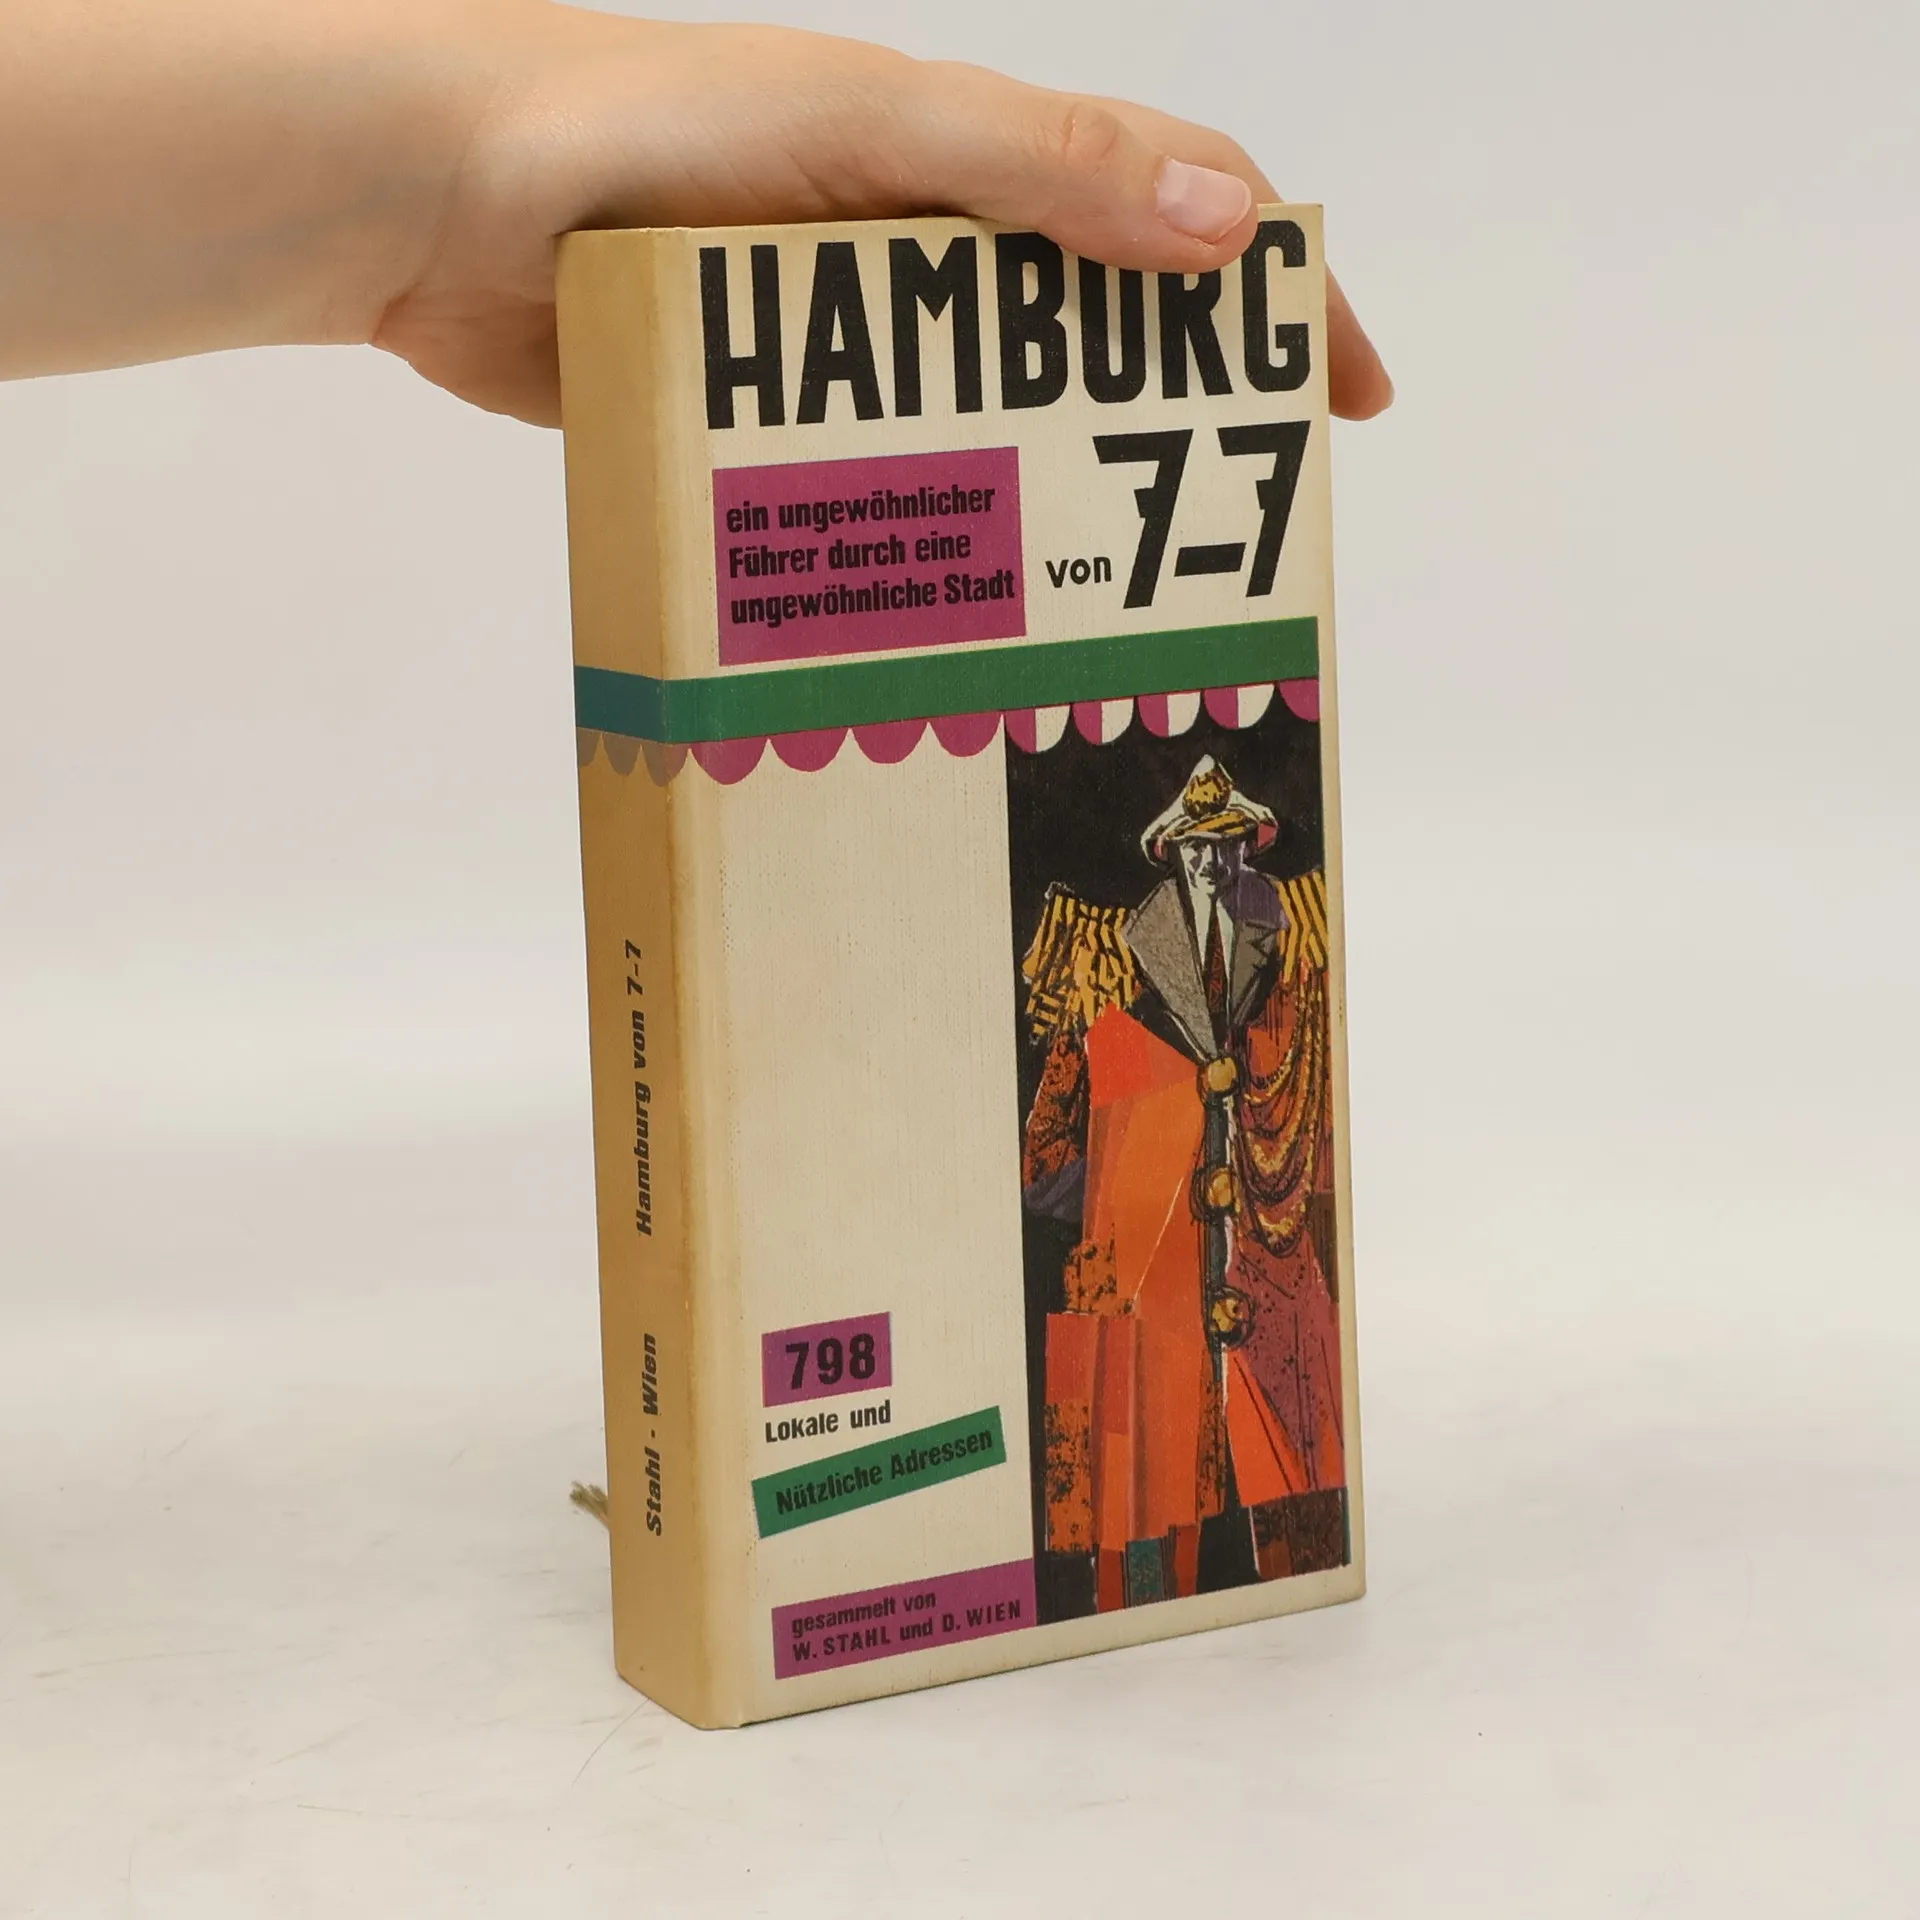 HAMBURG
von 7-7
ein ungewöhnlicher
Führer durch eine
ungewöhnliche Stadt
798
Lokale und
Nützliche Adressen
gesammelt von
W. STAHL und D. WIEN
Stahl - Wien Hamburg von 7-7